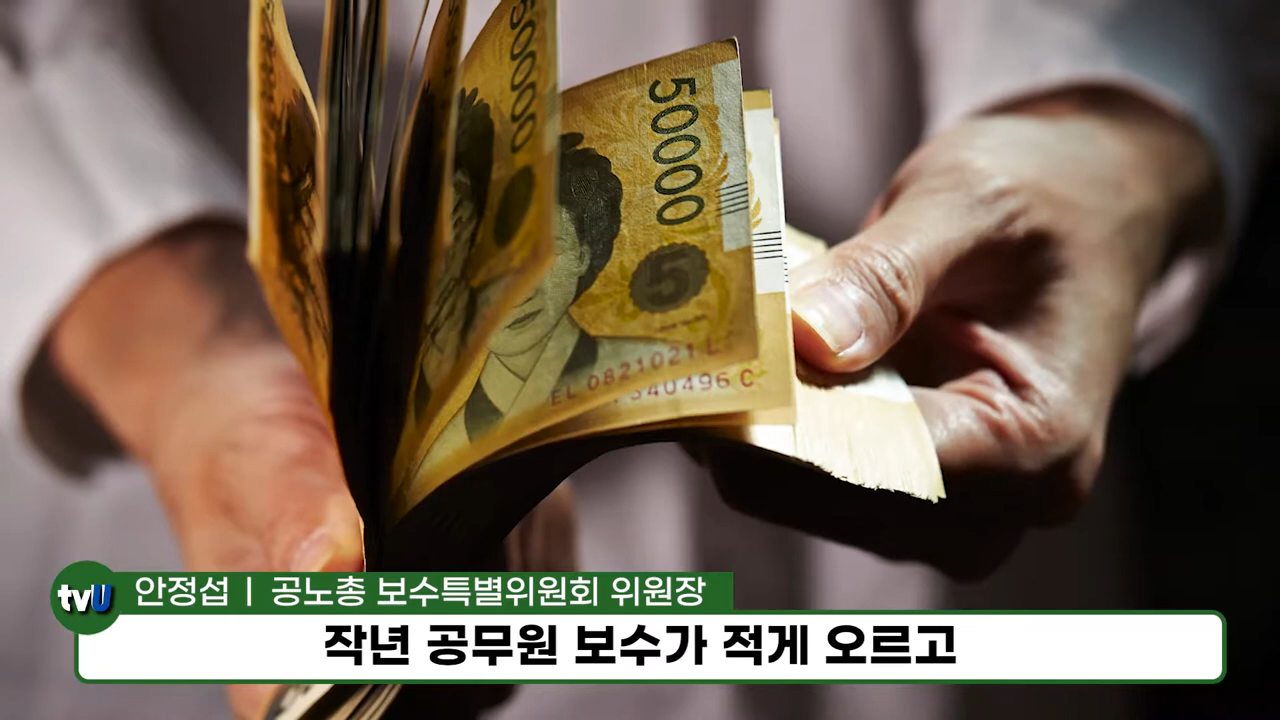 50000
50000
5
EL 0821021 L
340496 C
tvU
안정섭 | 공노총 보수특별위원회 위원장
작년 공무원 보수가 적게 오르고